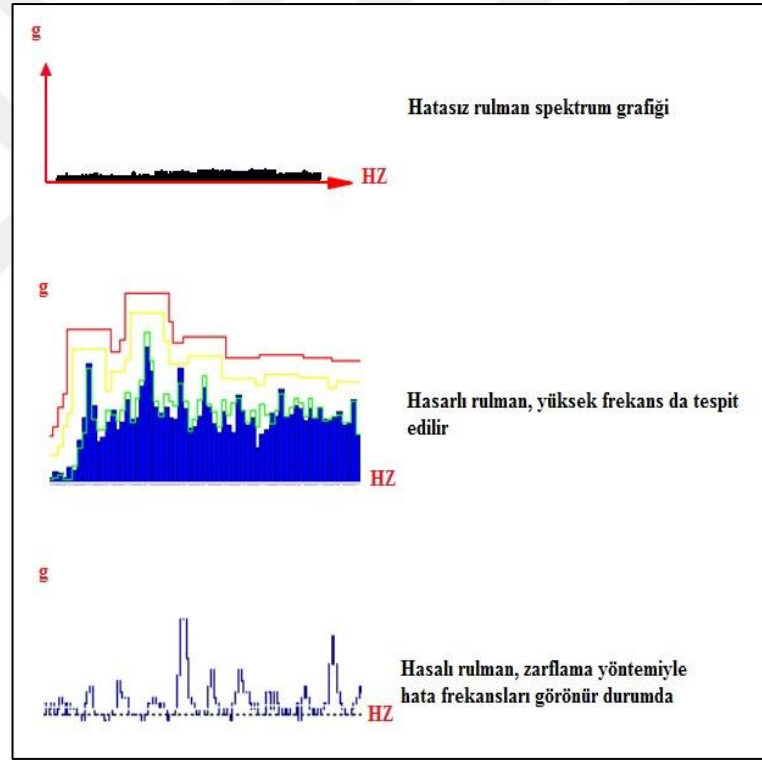 g
Hatasız rulman spektrum grafiği
HZ
g
Hasarlı rulman, yüksek frekans da tespit
edilir
HZ
g
Hasalı rulman, zarflama yöntemiyle
hata frekansları görönür durumda
HZ